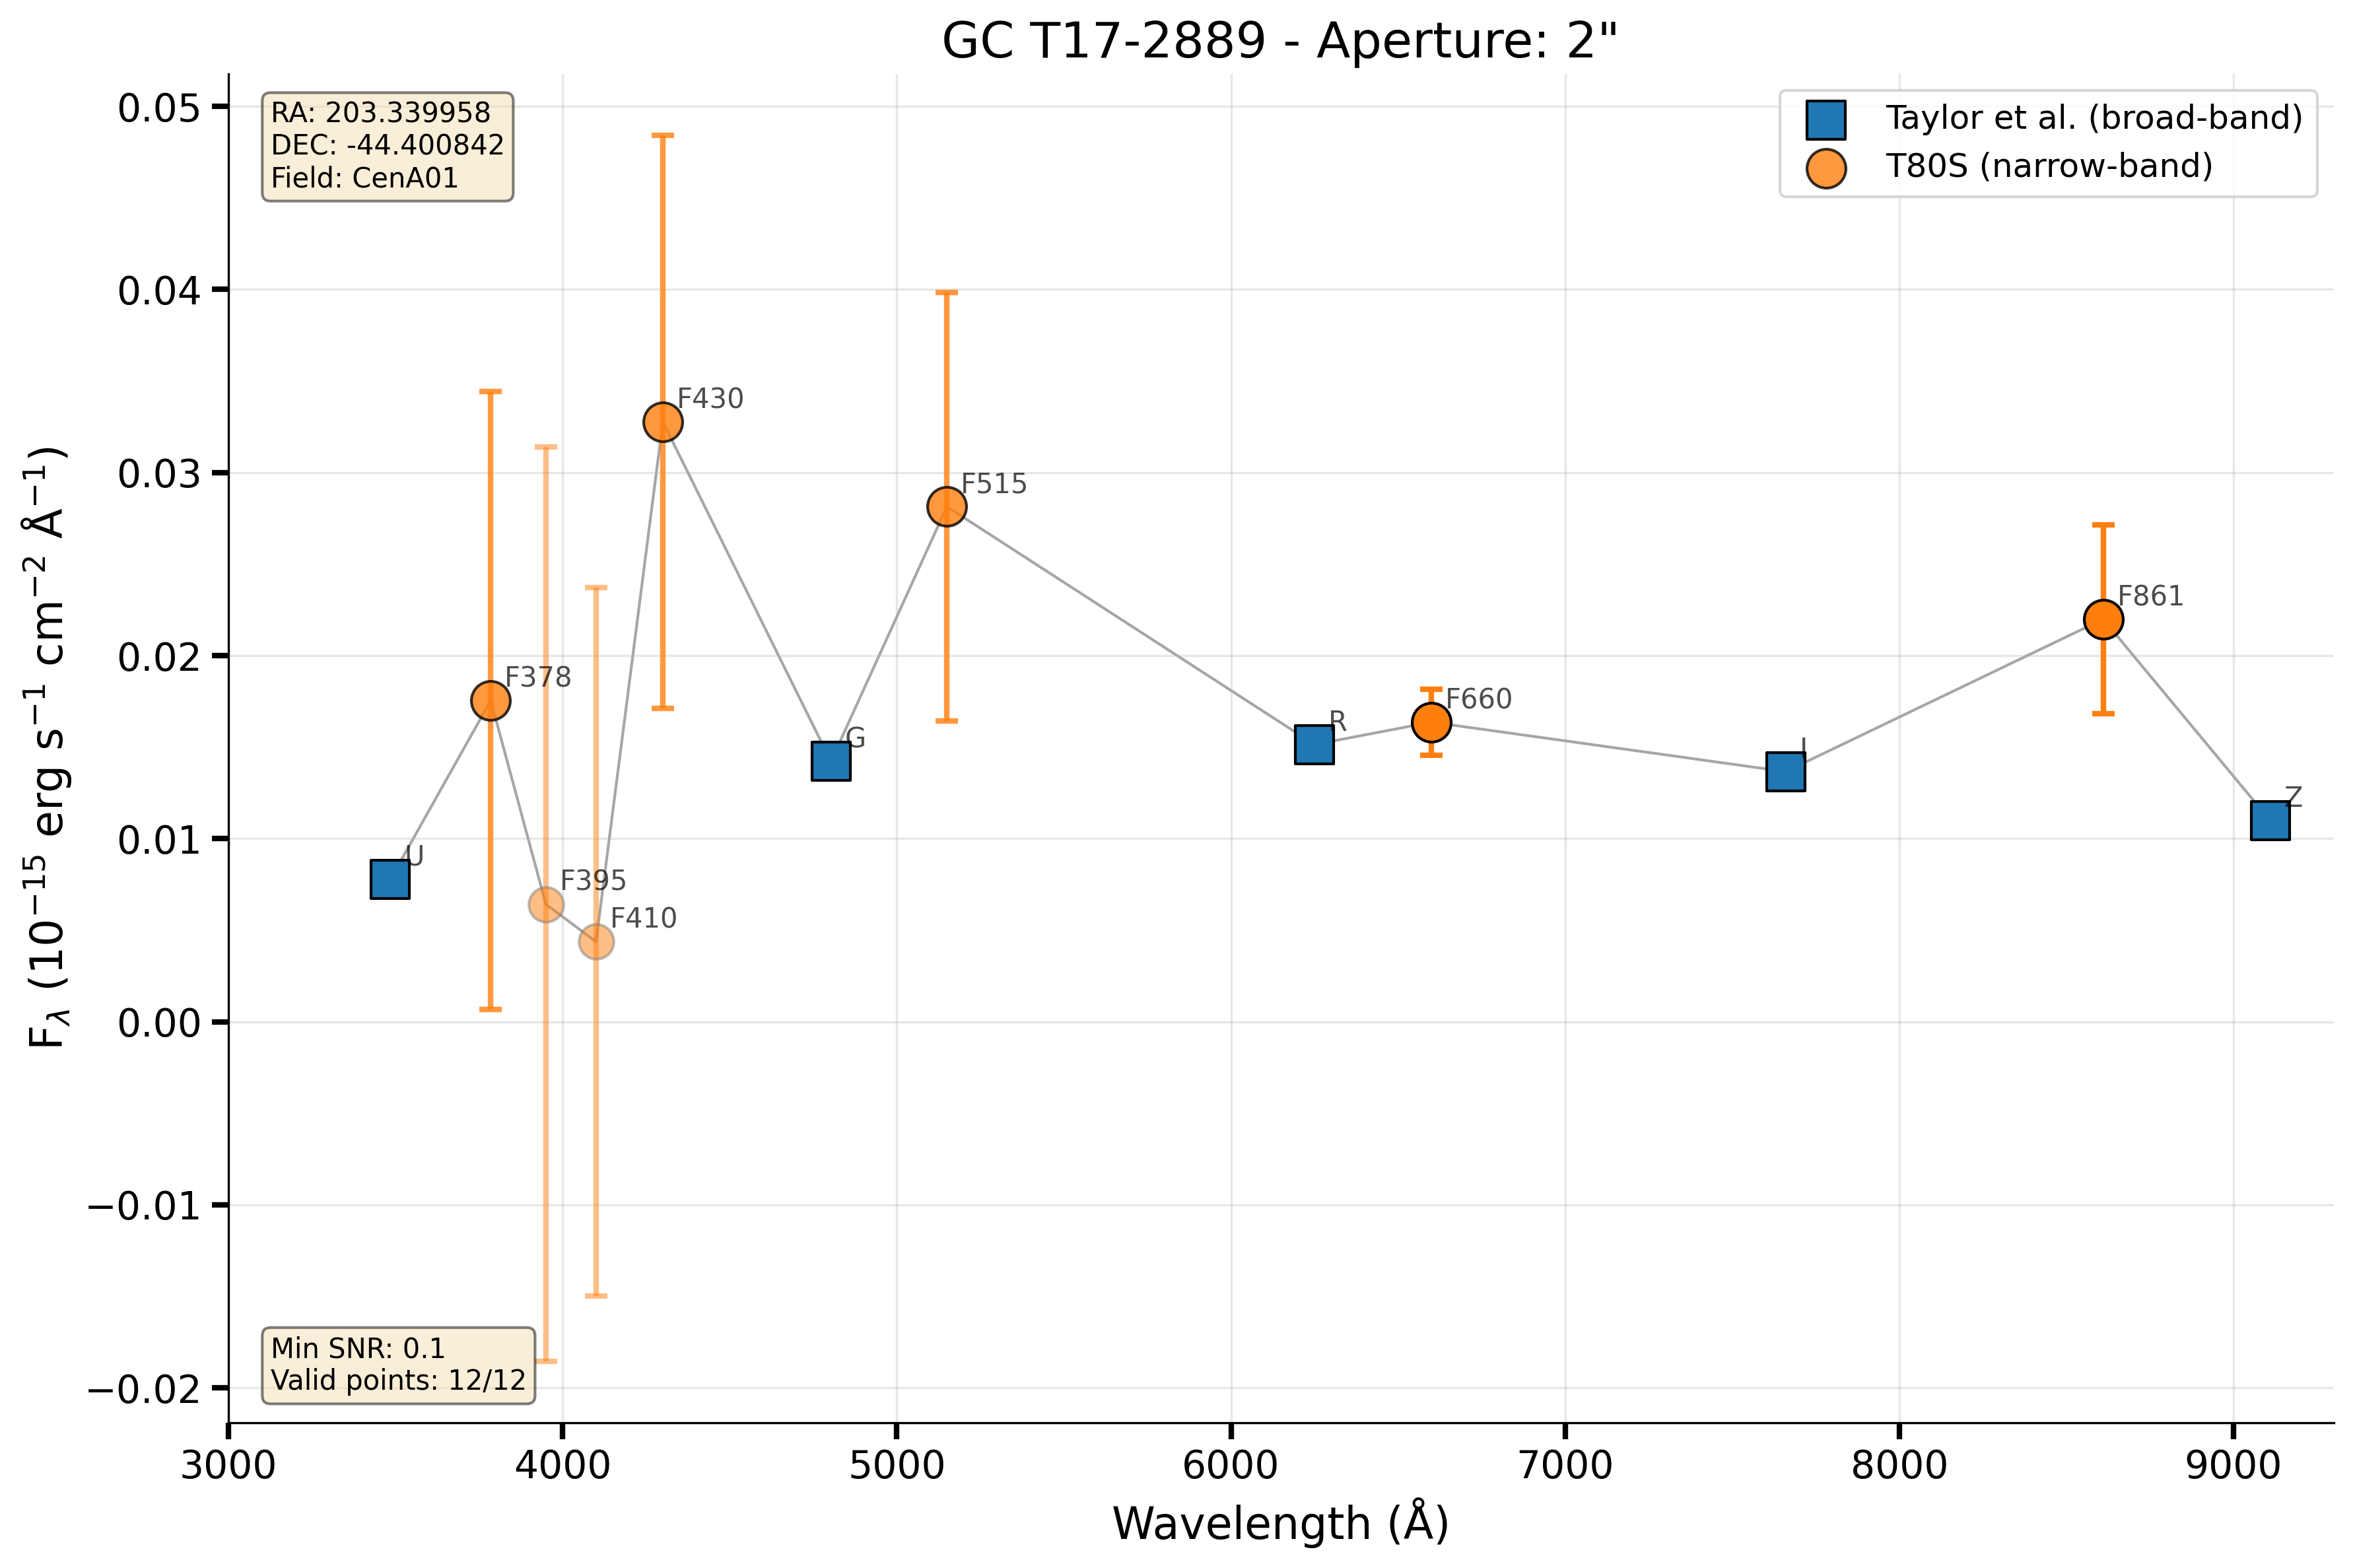 GC T17-2889 - Aperture: 2"
RA: 203.339958
DEC: -44.400842
Field: CenA01
Taylor et al. (broad-band)
T80S (narrow-band)
F_λ (10⁻¹⁵ erg s⁻¹ cm⁻² Å⁻¹)
0.05
0.04
0.03
0.02
0.01
0.00
−0.01
−0.02
U
F378
F395
F410
F430
G
F515
R
F660
I
F861
Z
Min SNR: 0.1
Valid points: 12/12
3000
4000
5000
6000
7000
8000
9000
Wavelength (Å)